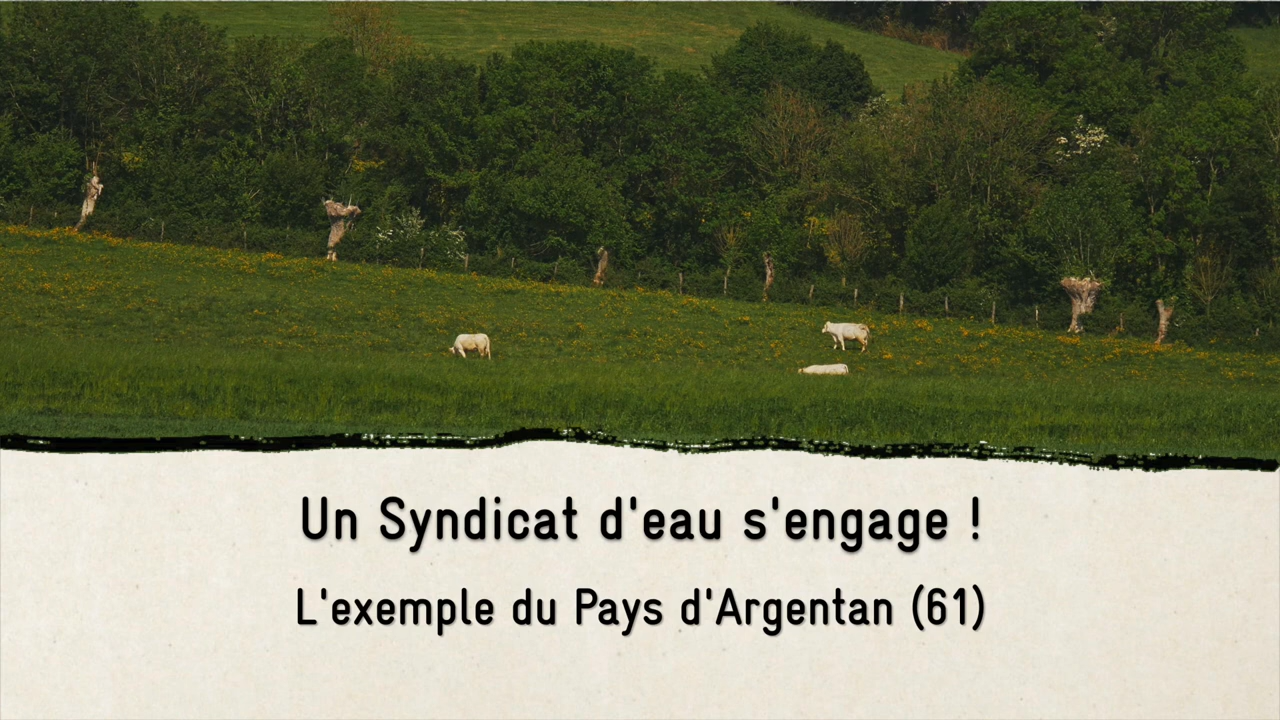 Un Syndicat d'eau s'engage !
L'exemple du Pays d'Argentan (61)